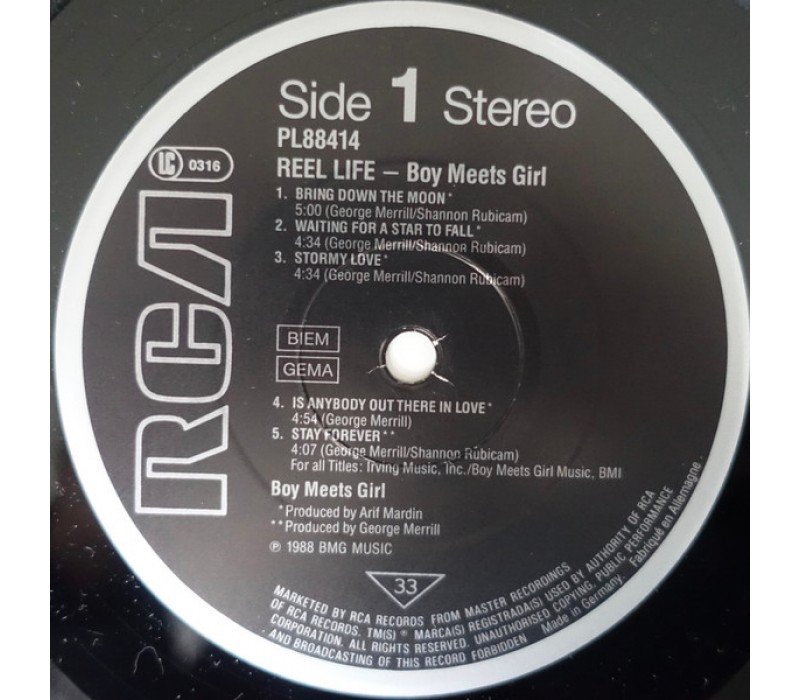 Side 1 Stereo
PL88414
REEL LIFE – Boy Meets Girl
LC 0316
RCA
1. BRING DOWN THE MOON*
5:00 (George Merrill/Shannon Rubicam)
2. WAITING FOR A STAR TO FALL*
4:34 (George Merrill/Shannon Rubicam)
3. STORMY LOVE*
4:34 (George Merrill/Shannon Rubicam)
BIEM
GEMA
4. IS ANYBODY OUT THERE IN LOVE*
4:54 (George Merrill)
5. STAY FOREVER**
4:07 (George Merrill/Shannon Rubicam)
For all Titles: Irving Music, Inc./Boy Meets Girl Music, BMI
Boy Meets Girl
*Produced by Arif Mardin
**Produced by George Merrill
℗ 1988 BMG MUSIC
33
MARKETED BY RCA RECORDS FROM MASTER RECORDINGS
OF RCA RECORDS. TM(S) ® MARCA(S) REGISTRADA(S) USED BY AUTHORITY OF RCA
CORPORATION. ALL RIGHTS RESERVED. UNAUTHORISED COPYING, PUBLIC PERFORMANCE
AND BROADCASTING OF THIS RECORD FORBIDDEN Made in Germany. Fabriqué en Allemagne.